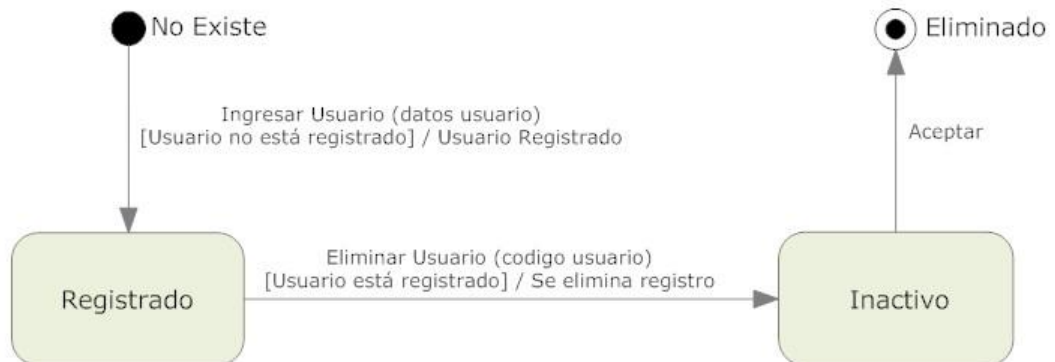 No Existe
Eliminado
Ingresar Usuario (datos usuario)
[Usuario no está registrado] / Usuario Registrado
Aceptar
Eliminar Usuario (codigo usuario)
[Usuario está registrado] / Se elimina registro
Registrado
Inactivo